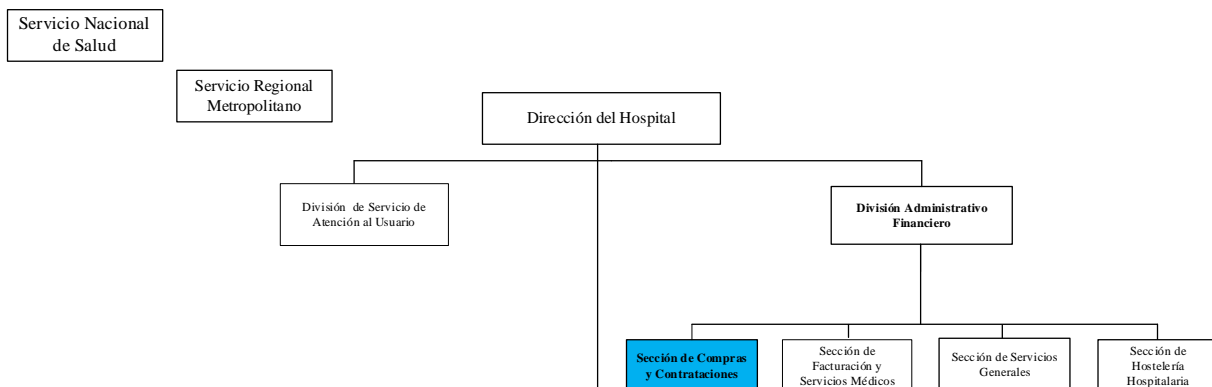 Servicio Nacional
de Salud
Servicio Regional
Metropolitano
Dirección del Hospital
División de Servicio de
Atención al Usuario
División Administrativo
Financiero
Sección de Compras
y Contrataciones
Sección de
Facturación y
Servicios Médicos
Sección de Servicios
Generales
Sección de
Hostelería
Hospitalaria